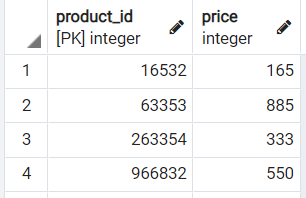 product_id price
[PK] integer integer
1 16532 165
2 63353 885
3 263354 333
4 966832 550